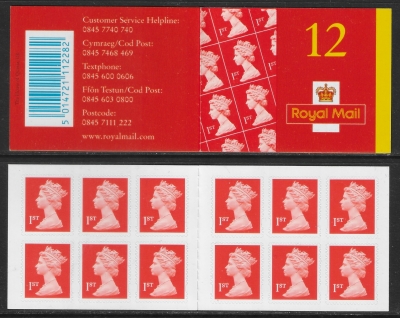 Customer Service Helpline:
0845 7740 740
Cymraeg/Cod Post:
0845 7468 469
Textphone:
0845 600 0606
Ffôn Testun/Cod Post:
0845 603 0800
Postcode:
0845 7111 222
www.royalmail.com
5 014721 112282
1ST
1ST
1ST
1ST
1ST
1ST
12
Royal Mail
1ST 1ST 1ST 1ST 1ST 1ST
1ST 1ST 1ST 1ST 1ST 1ST